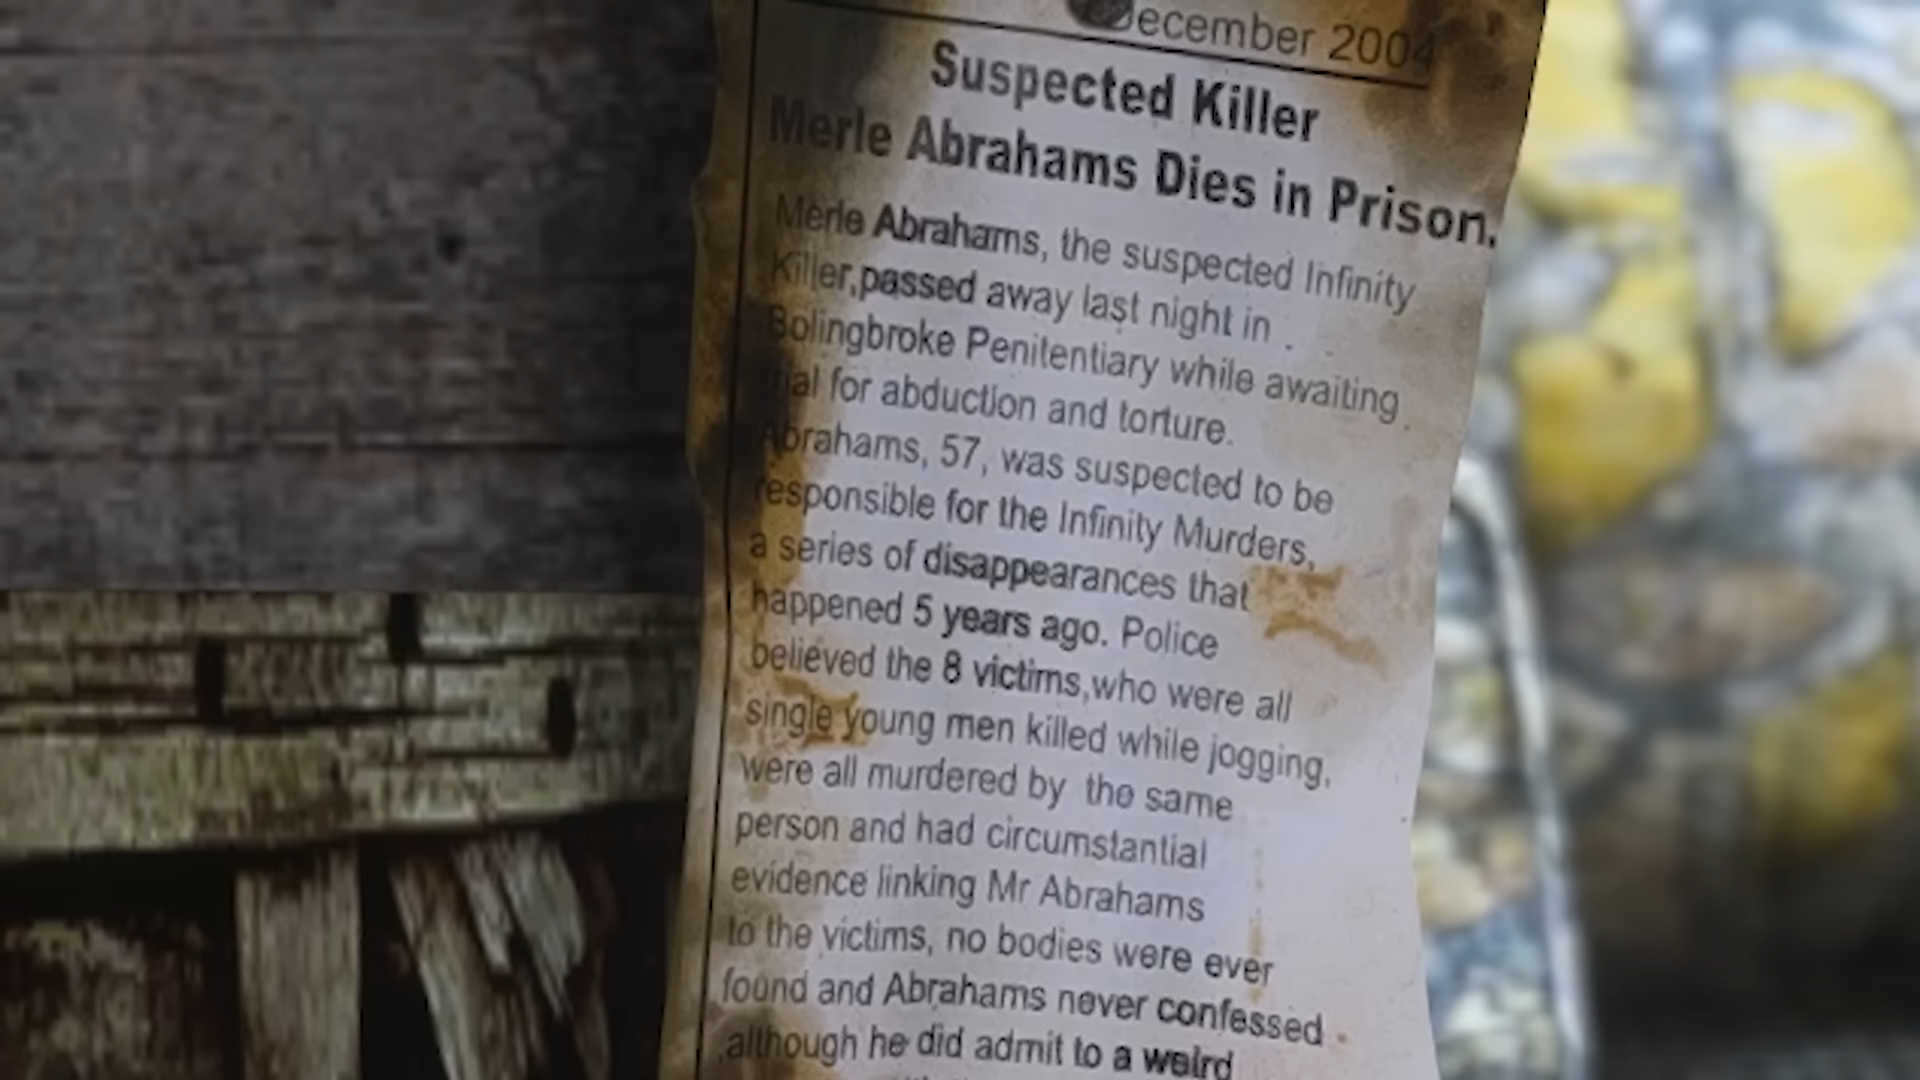 ecember 2004
Suspected Killer
Merle Abrahams Dies in Prison.
Merle Abrahams, the suspected Infinity
Killer,passed away last night in .
Bolingbroke Penitentiary while awaiting
trial for abduction and torture.
Abrahams, 57, was suspected to be
responsible for the Infinity Murders,
a series of disappearances that
happened 5 years ago. Police
believed the 8 victims,who were all
single young men killed while jogging,
were all murdered by the same
person and had circumstantial
evidence linking Mr Abrahams
to the victims, no bodies were ever
found and Abrahams never confessed
although he did admit to a weird